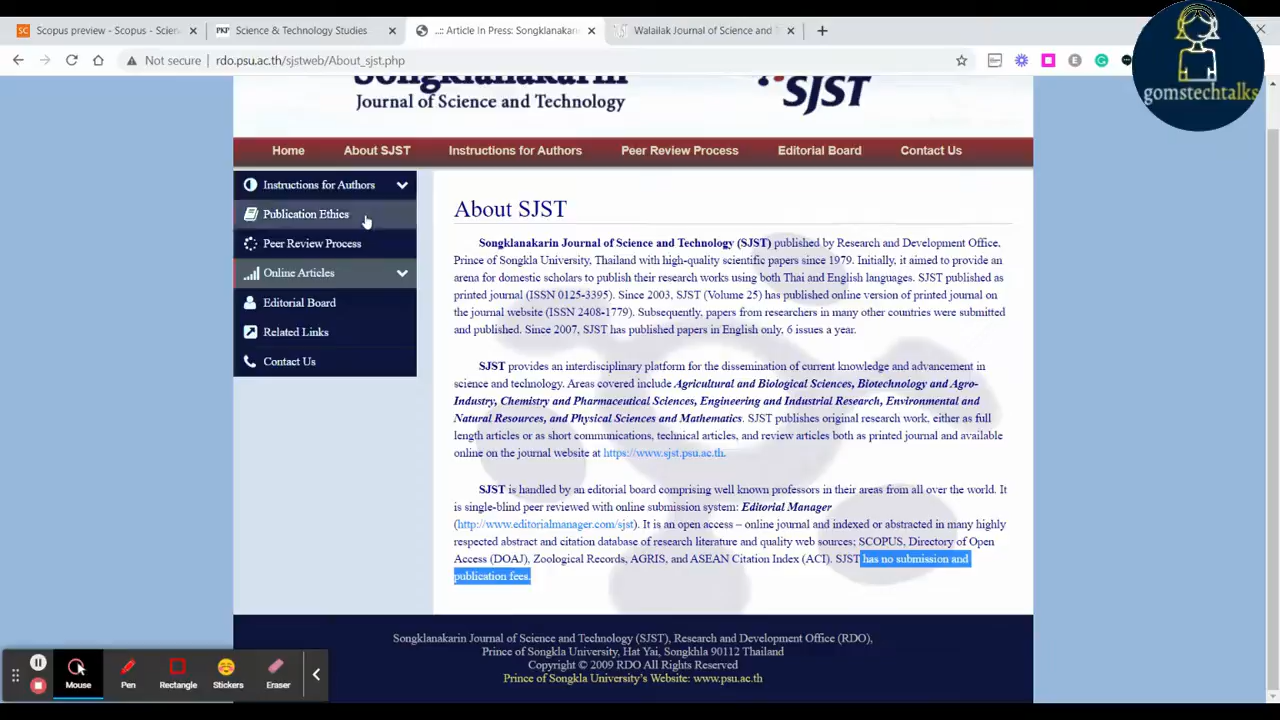 Scopus preview - Scopus - Scien
Science & Technology Studies
..:: Article In Press: Songklanakarin
Walailak Journal of Science and T
Not secure | rdo.psu.ac.th/sjstweb/About_sjst.php
gomstechtalks
Songklanakarin
Journal of Science and Technology
SJST
Home
About SJST
Instructions for Authors
Peer Review Process
Editorial Board
Contact Us
Instructions for Authors
Publication Ethics
Peer Review Process
Online Articles
Editorial Board
Related Links
Contact Us
About SJST
Songklanakarin Journal of Science and Technology (SJST) published by Research and Development Office,
Prince of Songkla University, Thailand with high-quality scientific papers since 1979. Initially, it aimed to provide an
arena for domestic scholars to publish their research works using both Thai and English languages. SJST published as
printed journal (ISSN 0125-3395). Since 2003, SJST (Volume 25) has published online version of printed journal on
the journal website (ISSN 2408-1779). Subsequently, papers from researchers in many other countries were submitted
and published. Since 2007, SJST has published papers in English only, 6 issues a year.
SJST provides an interdisciplinary platform for the dissemination of current knowledge and advancement in
science and technology. Areas covered include Agricultural and Biological Sciences, Biotechnology and Agro-
Industry, Chemistry and Pharmaceutical Sciences, Engineering and Industrial Research, Environmental and
Natural Resources, and Physical Sciences and Mathematics. SJST publishes original research work, either as full
length articles or as short communications, technical articles, and review articles both as printed journal and available
online on the journal website at https://www.sjst.psu.ac.th.
SJST is handled by an editorial board comprising well known professors in their areas from all over the world. It
is single-blind peer reviewed with online submission system: Editorial Manager
(http://www.editorialmanager.com/sjst). It is an open access – online journal and indexed or abstracted in many highly
respected abstract and citation database of research literature and quality web sources; SCOPUS, Directory of Open
Access (DOAJ), Zoological Records, AGRIS, and ASEAN Citation Index (ACI). SJST has no submission and
publication fees.
Songklanakarin Journal of Science and Technology (SJST), Research and Development Office (RDO),
Prince of Songkla University, Hat Yai, Songkhla 90112 Thailand
Copyright © 2009 RDO All Rights Reserved
Prince of Songkla University's Website: www.psu.ac.th
Mouse
Pen
Rectangle
Stickers
Eraser